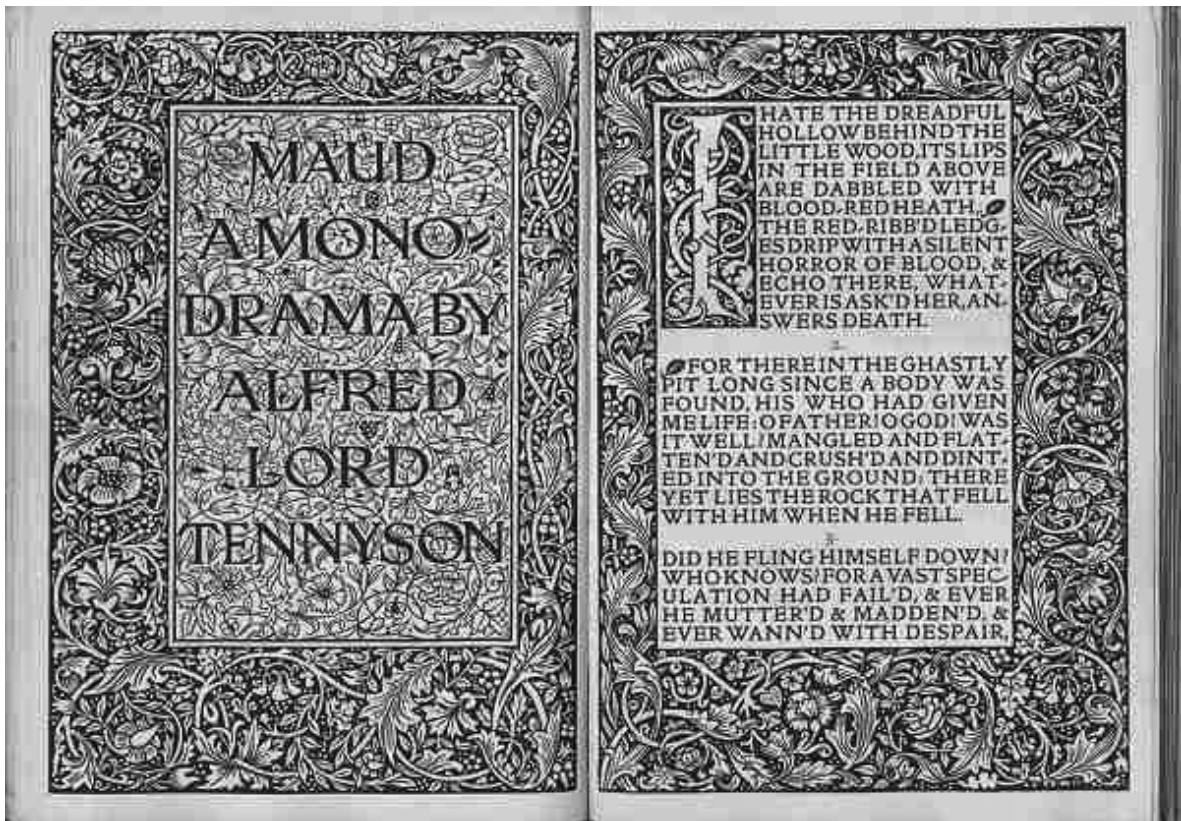 MAUD
A MONO-
DRAMA BY
ALFRED
LORD
TENNYSON
I HATE THE DREADFUL
HOLLOW BEHIND THE
LITTLE WOOD, ITS LIPS
IN THE FIELD ABOVE
ARE DABBLED WITH
BLOOD-RED HEATH,
THE RED-RIBB'D LEDG-
ES DRIP WITH A SILENT
HORROR OF BLOOD, &
ECHO THERE, WHAT-
EVER IS ASK'D HER, AN-
SWERS DEATH.
2.
FOR THERE IN THE GHASTLY
PIT LONG SINCE A BODY WAS
FOUND, HIS WHO HAD GIVEN
ME LIFE: O FATHER! O GOD! WAS
IT WELL? MANGLED AND FLAT-
TEN'D AND CRUSH'D AND DINT-
ED INTO THE GROUND: THERE
YET LIES THE ROCK THAT FELL
WITH HIM WHEN HE FELL.
3.
DID HE FLING HIMSELF DOWN?
WHO KNOWS? FOR A VAST SPEC-
ULATION HAD FAIL'D, & EVER
HE MUTTER'D & MADDEN'D, &
EVER WANN'D WITH DESPAIR,